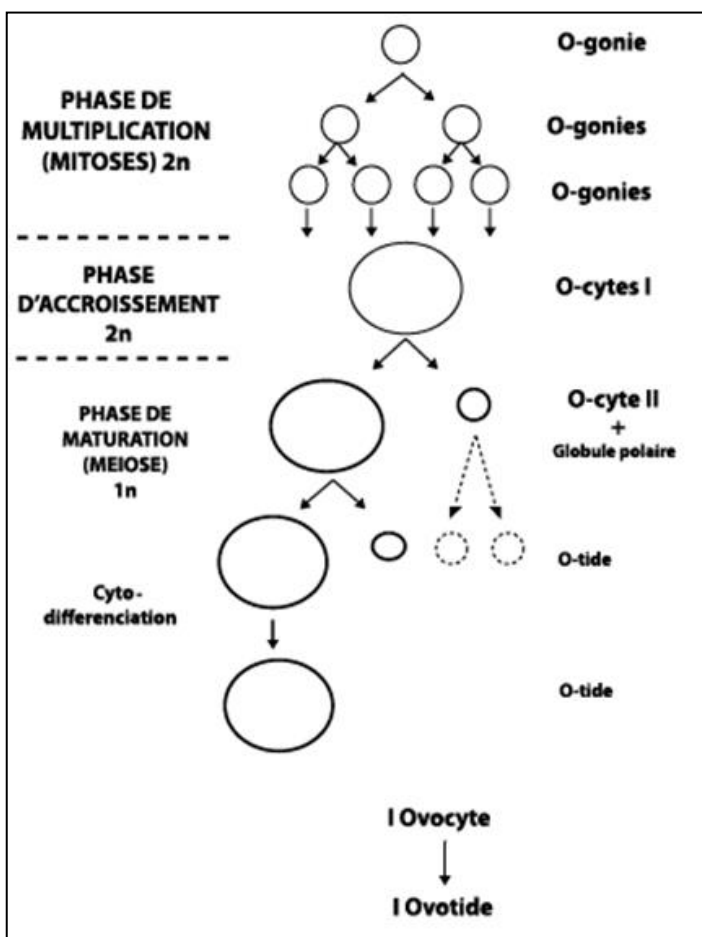 O-gonie
PHASE DE
MULTIPLICATION
(MITOSES) 2n
O-gonies
O-gonies
PHASE
D'ACCROISSEMENT
2n
O-cytes I
PHASE DE
MATURATION
(MEIOSE)
1n
O-cyte II
+
Globule polaire
O-tide
Cyto-
differenciation
O-tide
I Ovocyte
I Ovotide